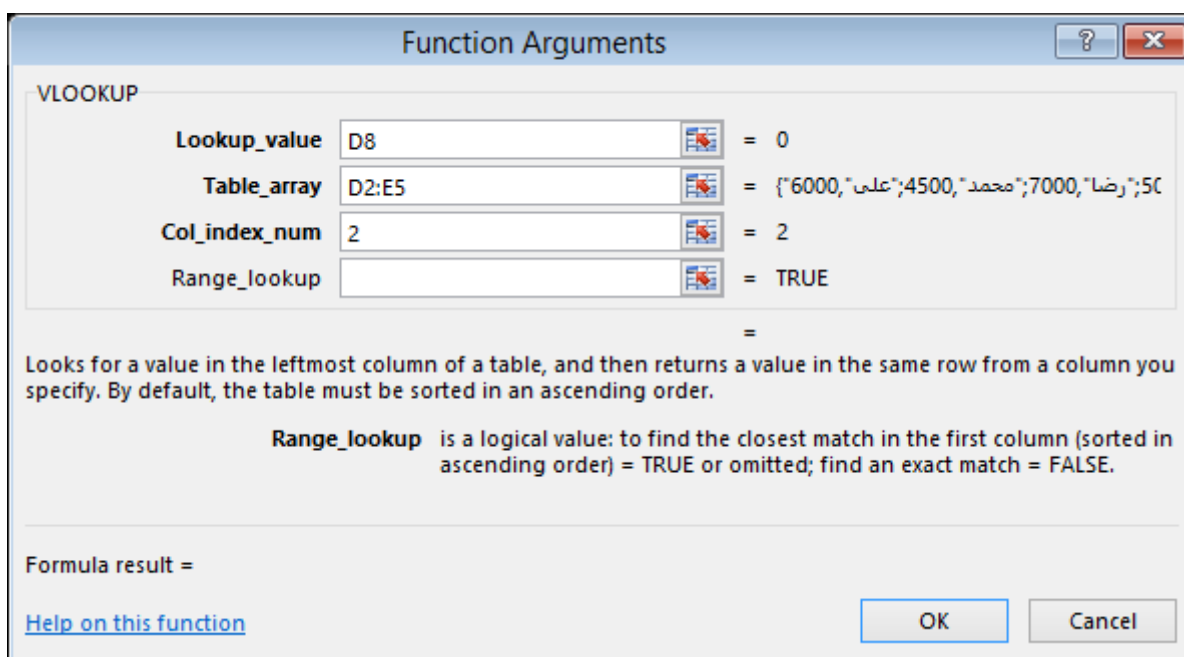 Function Arguments
VLOOKUP
Lookup_value D8 = 0
Table_array D2:E5 = {"علی",6000;"محمد",4500;"رضا",7000;50
Col_index_num 2 = 2
Range_lookup = TRUE
=
Looks for a value in the leftmost column of a table, and then returns a value in the same row from a column you
specify. By default, the table must be sorted in an ascending order.
Range_lookup is a logical value: to find the closest match in the first column (sorted in
ascending order) = TRUE or omitted; find an exact match = FALSE.
Formula result =
Help on this function
OK Cancel